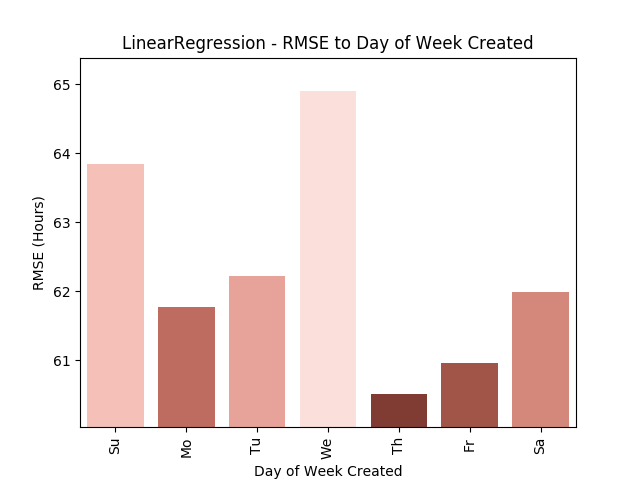 LinearRegression - RMSE to Day of Week Created
RMSE (Hours)
65
64
63
62
61
Su
Mo
Tu
We
Th
Fr
Sa
Day of Week Created